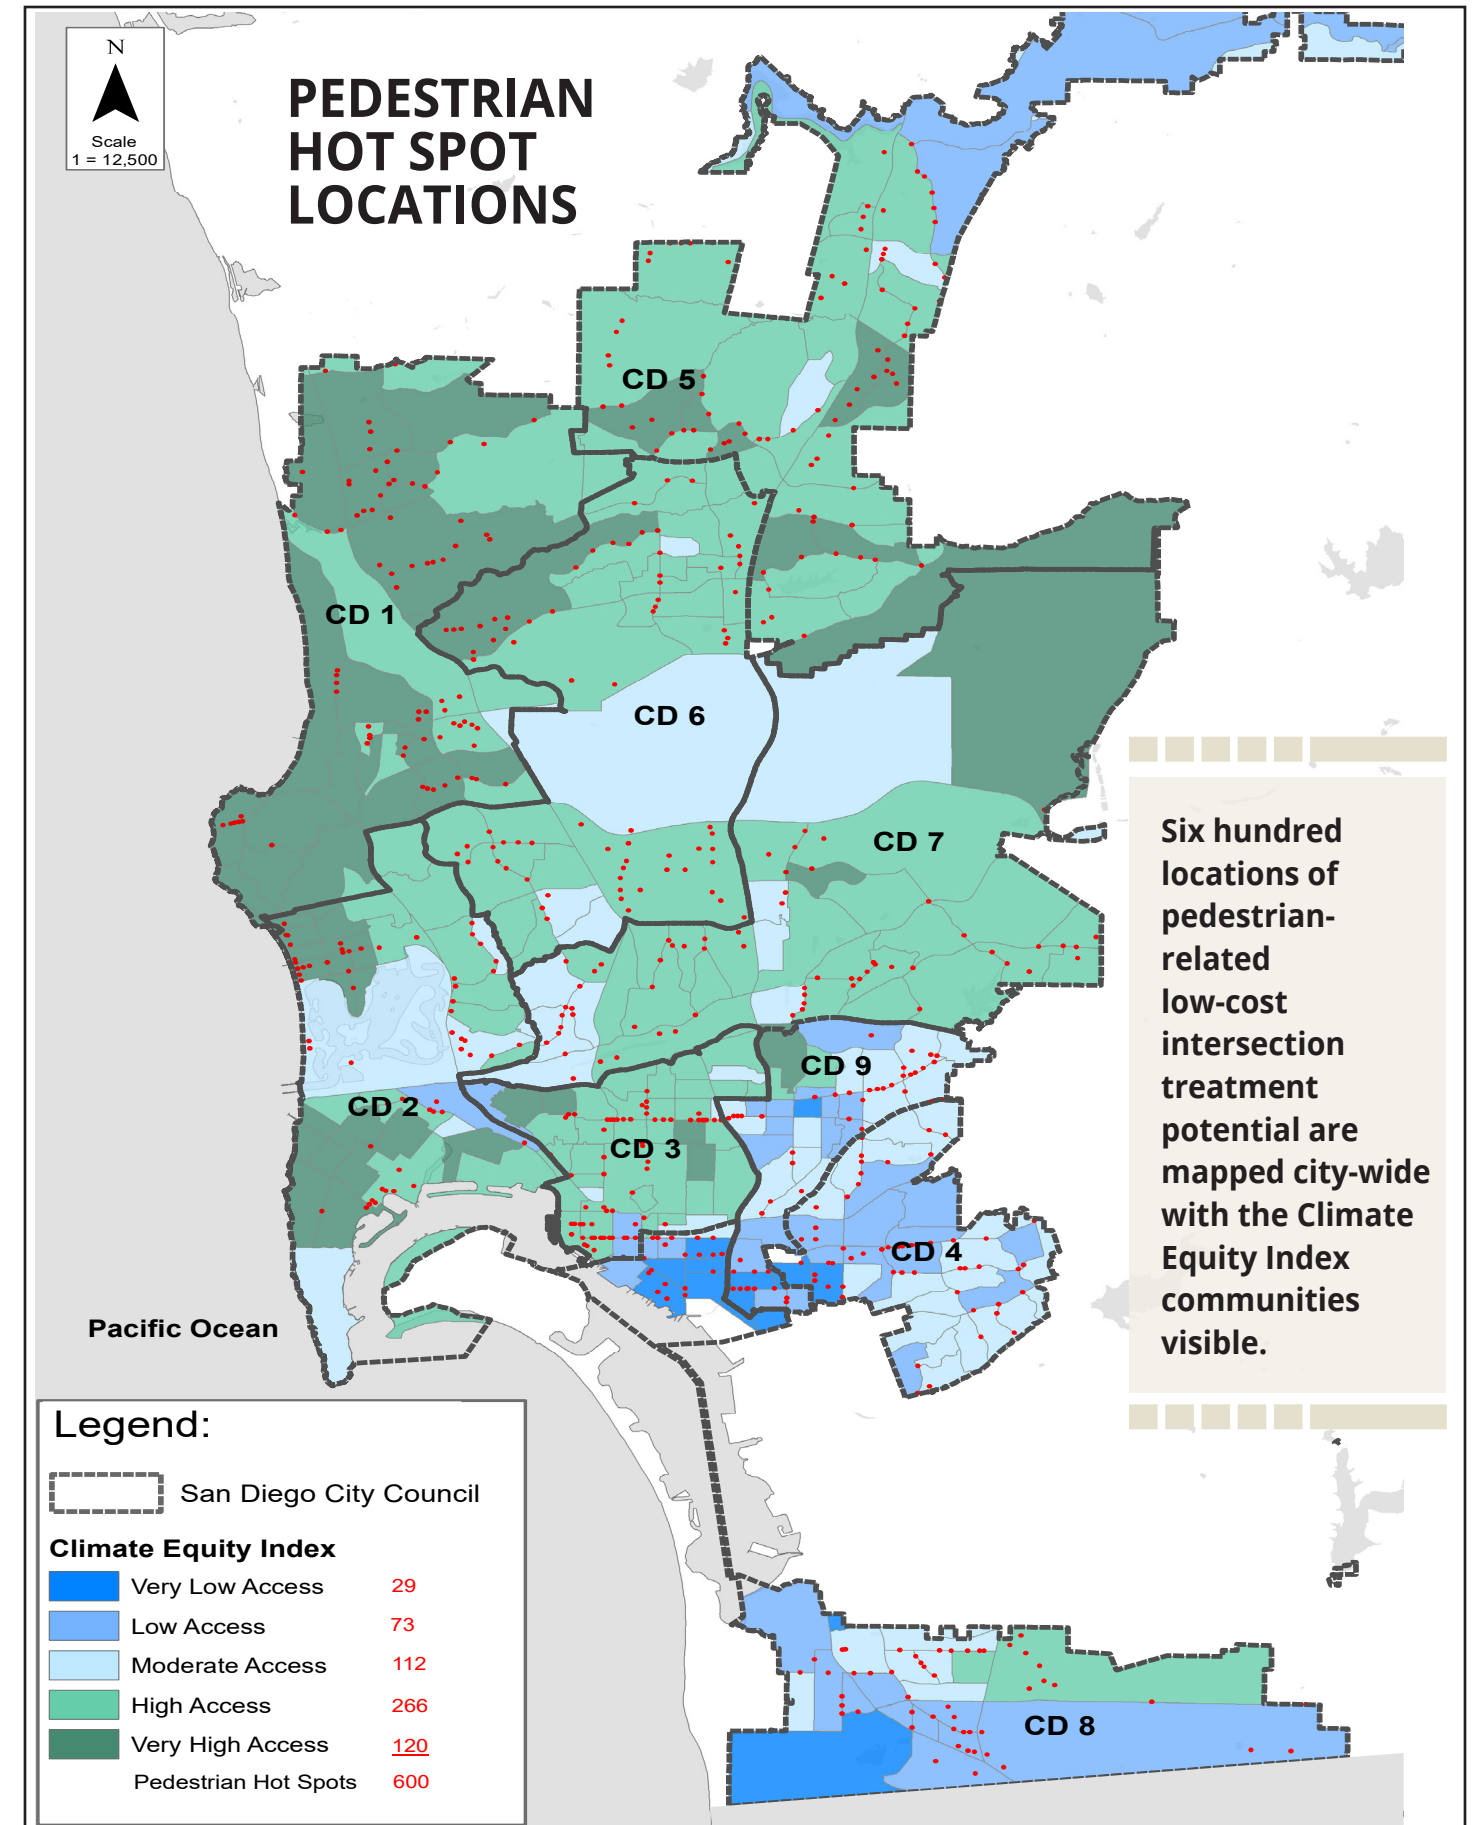 N
Scale
1 = 12,500
PEDESTRIAN
HOT SPOT
LOCATIONS
CD 5
CD 1
CD 6
CD 7
CD 9
CD 2
CD 3
CD 4
Pacific Ocean
CD 8
Six hundred
locations of
pedestrian-
related
low-cost
intersection
treatment
potential are
mapped city-wide
with the Climate
Equity Index
communities
visible.
Legend:
San Diego City Council
Climate Equity Index
Very Low Access 29
Low Access 73
Moderate Access 112
High Access 266
Very High Access 120
Pedestrian Hot Spots 600